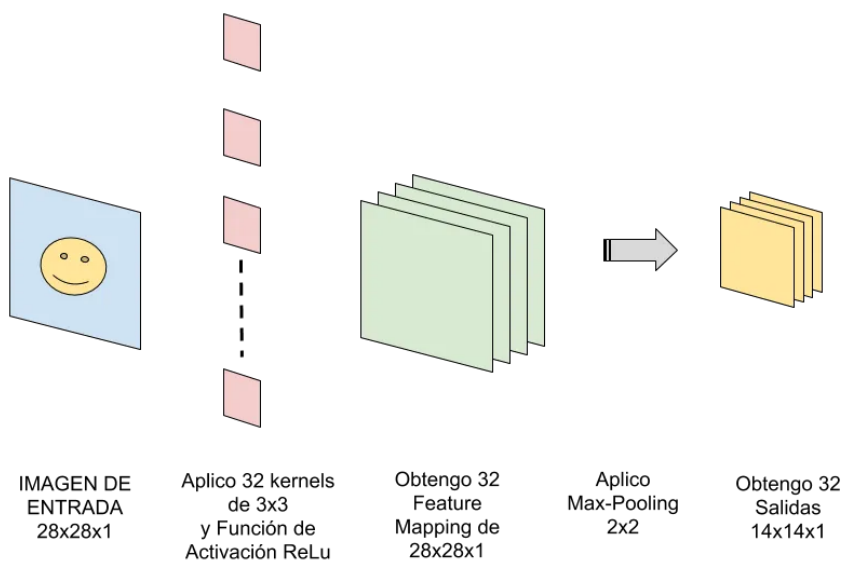 IMAGEN DE
ENTRADA
28x28x1
Aplico 32 kernels
de 3x3
y Función de
Activación ReLu
Obtengo 32
Feature
Mapping de
28x28x1
Aplico
Max-Pooling
2x2
Obtengo 32
Salidas
14x14x1